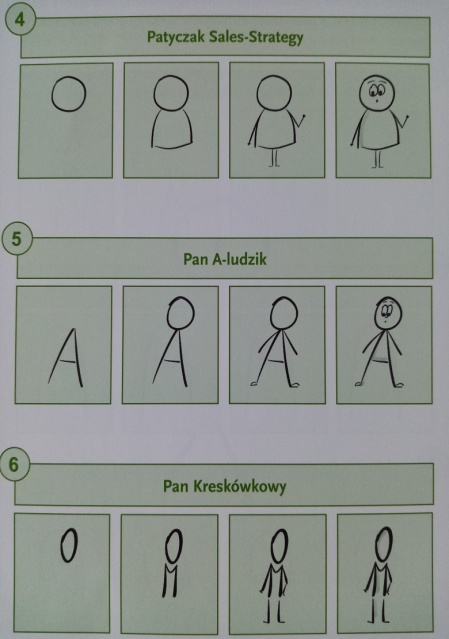 4
Patyczak Sales-Strategy
5
Pan A-ludzik
6
Pan Kreskówkowy